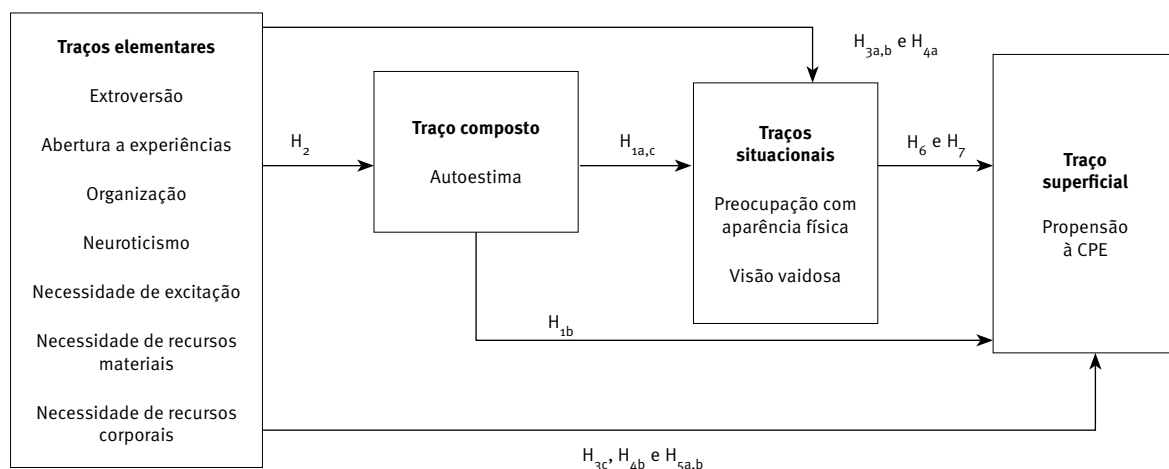 Traços elementares
Extroversão
Abertura a experiências
Organização
Neuroticismo
Necessidade de excitação
Necessidade de recursos
materiais
Necessidade de recursos
corporais
H2
Traço composto
Autoestima
H1a,c
H1b
H3a,b e H4a
Traços
situacionais
Preocupação com
aparência física
Visão vaidosa
H6 e H7
Traço
superficial
Propensão
à CPE
H3c, H4b e H5a,b